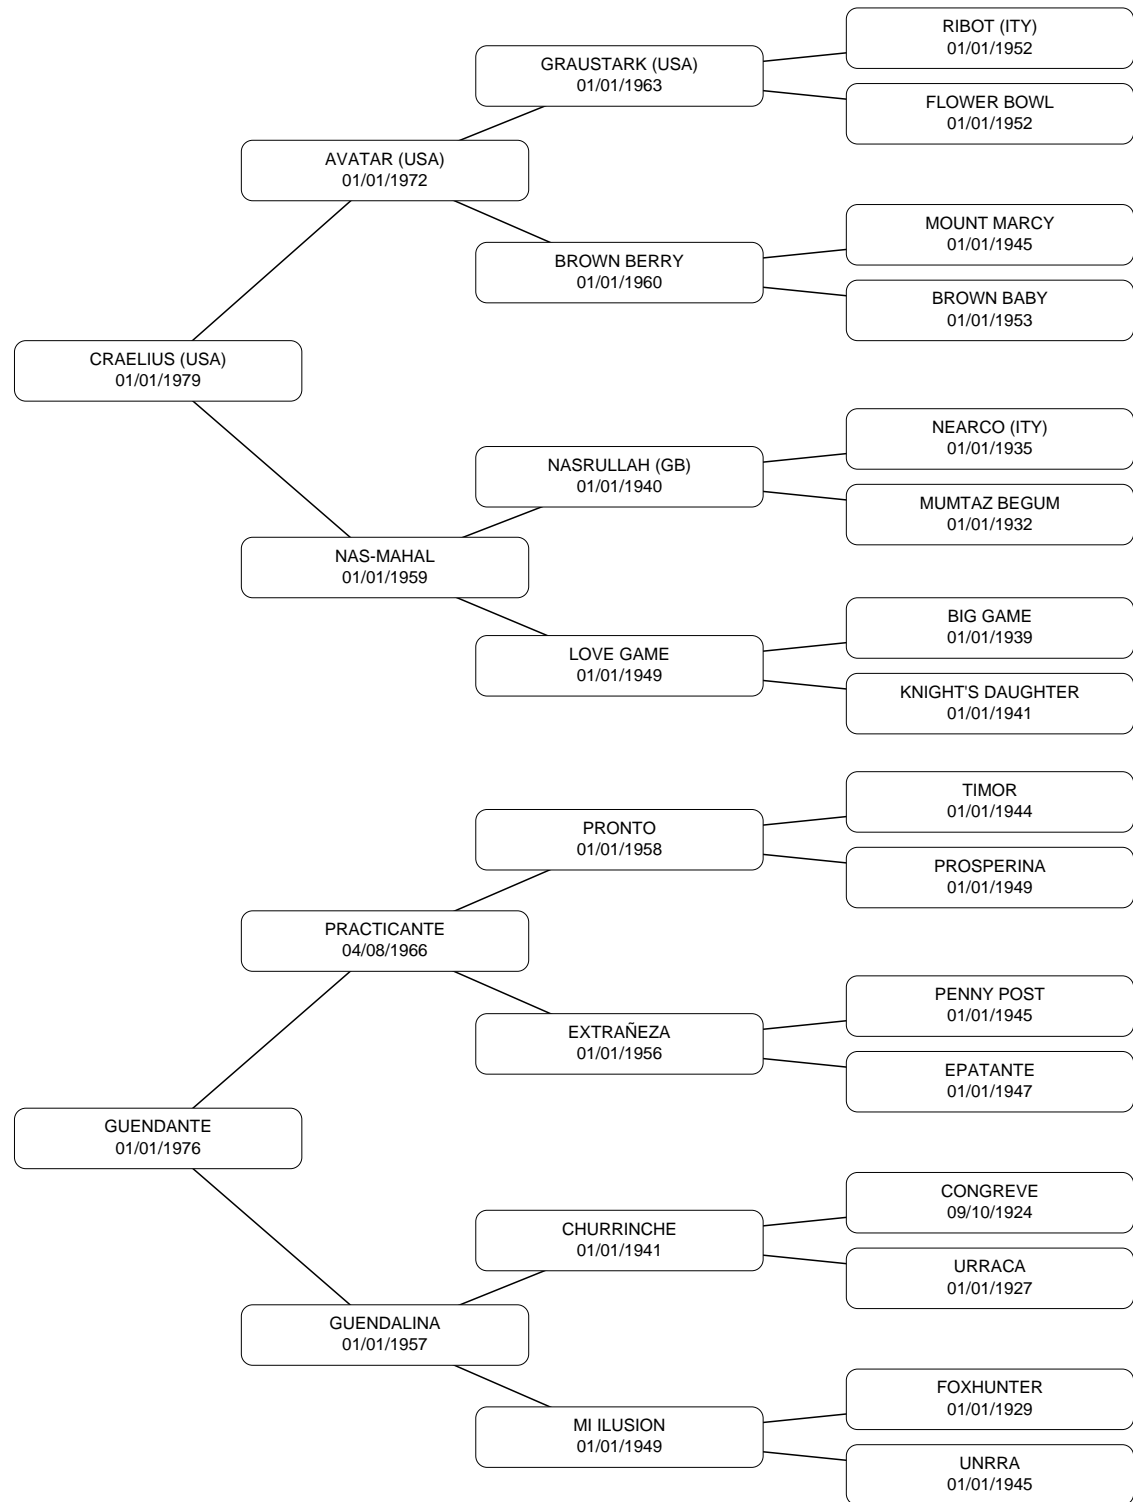 RIBOT (ITY)
01/01/1952
GRAUSTARK (USA)
01/01/1963
FLOWER BOWL
01/01/1952
AVATAR (USA)
01/01/1972
MOUNT MARCY
01/01/1945
BROWN BERRY
01/01/1960
BROWN BABY
01/01/1953
CRAELIUS (USA)
01/01/1979
NEARCO (ITY)
01/01/1935
NASRULLAH (GB)
01/01/1940
MUMTAZ BEGUM
01/01/1932
NAS-MAHAL
01/01/1959
BIG GAME
01/01/1939
LOVE GAME
01/01/1949
KNIGHT'S DAUGHTER
01/01/1941
TIMOR
01/01/1944
PRONTO
01/01/1958
PROSPERINA
01/01/1949
PRACTICANTE
04/08/1966
PENNY POST
01/01/1945
EXTRAÑEZA
01/01/1956
EPATANTE
01/01/1947
GUENDANTE
01/01/1976
CONGREVE
09/10/1924
CHURRINCHE
01/01/1941
URRACA
01/01/1927
GUENDALINA
01/01/1957
FOXHUNTER
01/01/1929
MI ILUSION
01/01/1949
UNRRA
01/01/1945